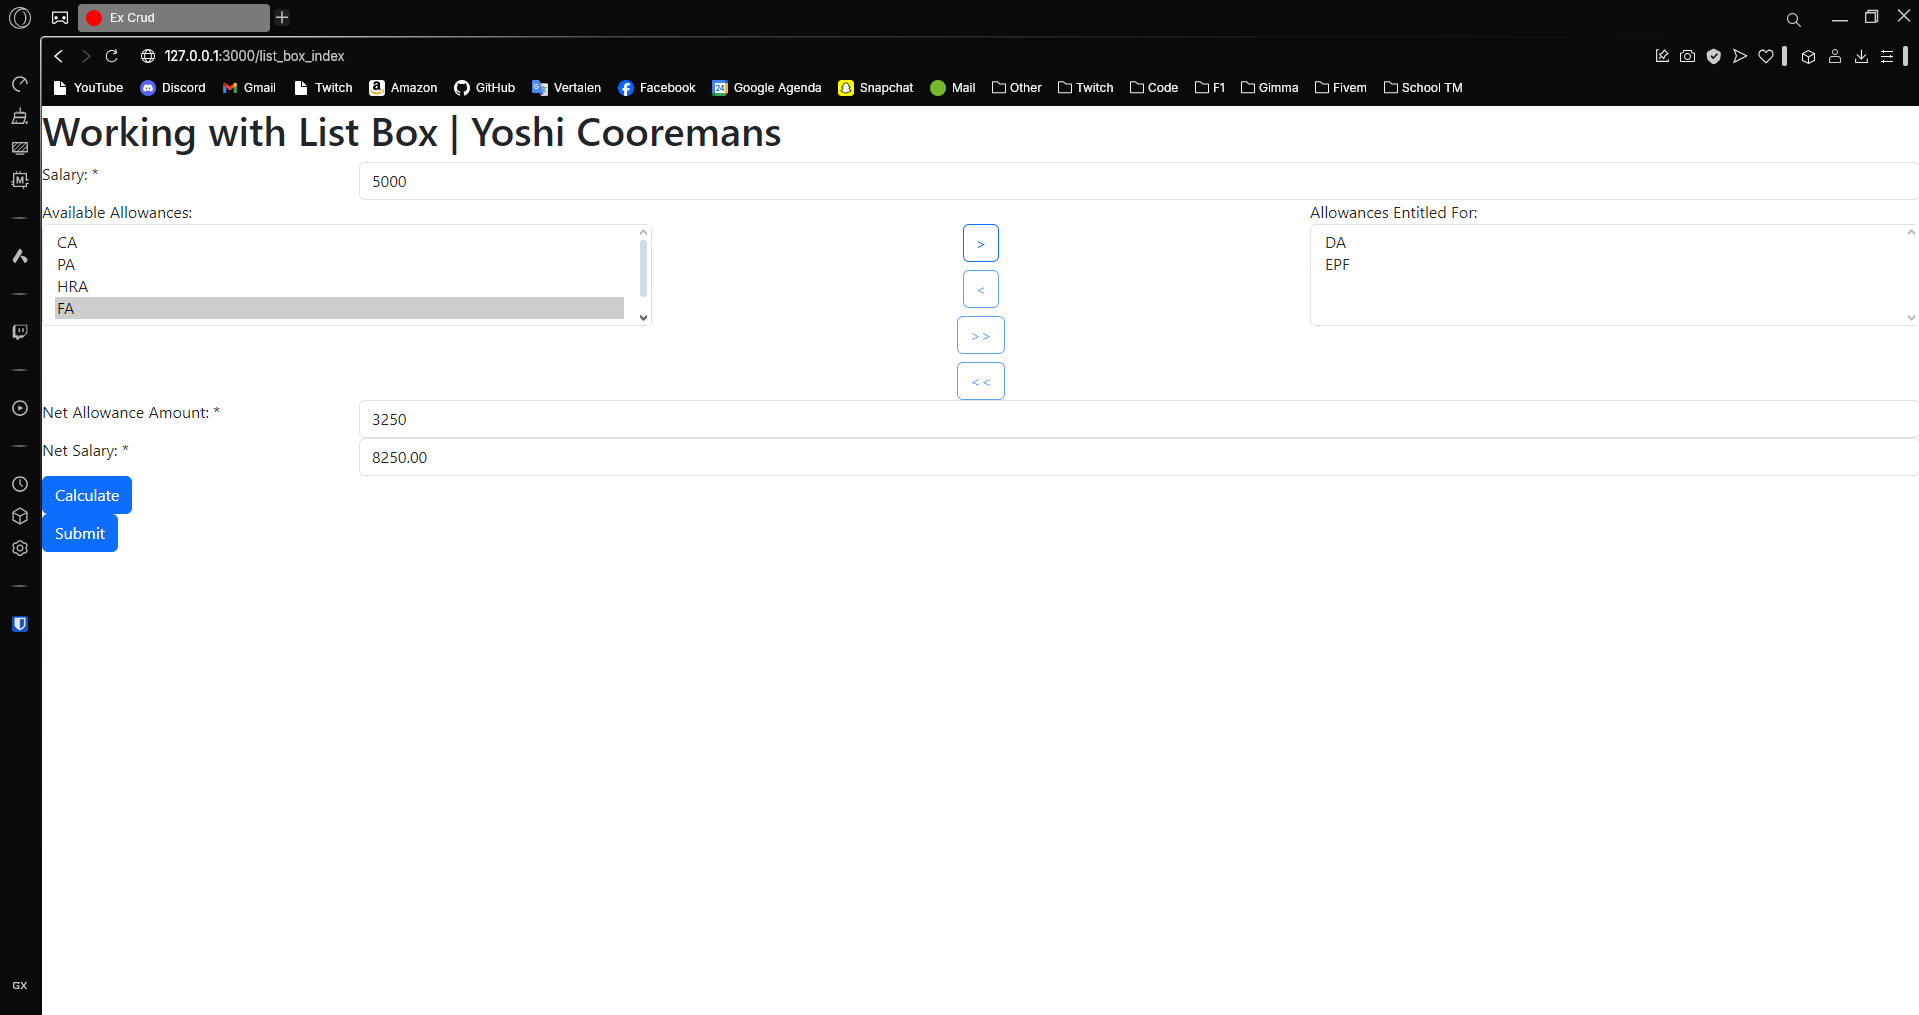 Ex Crud
127.0.0.1:3000/list_box_index
YouTube Discord Gmail Twitch Amazon GitHub Vertalen Facebook Google Agenda Snapchat Mail Other Twitch Code F1 Gimma Fivem School TM
Working with List Box | Yoshi Cooremans
Salary: *
5000
Available Allowances:
CA
PA
HRA
FA
>
<
>>
<<
Allowances Entitled For:
DA
EPF
Net Allowance Amount: *
3250
Net Salary: *
8250.00
Calculate
Submit
GX